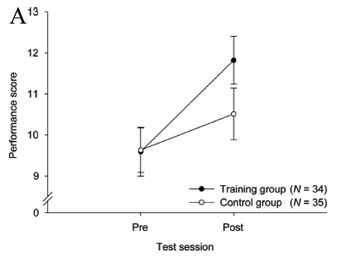 A
13
12
11
10
9
0
Performance score
Training group (N = 34)
Control group (N = 35)
Pre Post
Test session